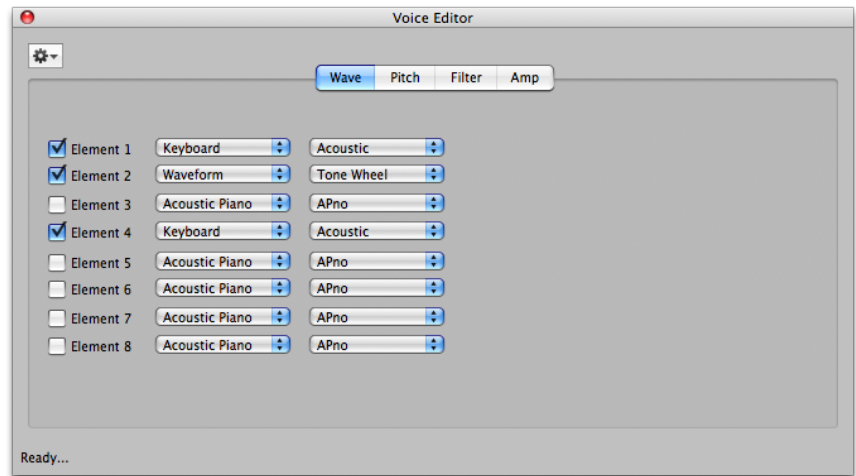 Voice Editor
Wave Pitch Filter Amp
Element 1 Keyboard Acoustic
Element 2 Waveform Tone Wheel
Element 3 Acoustic Piano APno
Element 4 Keyboard Acoustic
Element 5 Acoustic Piano APno
Element 6 Acoustic Piano APno
Element 7 Acoustic Piano APno
Element 8 Acoustic Piano APno
Ready...